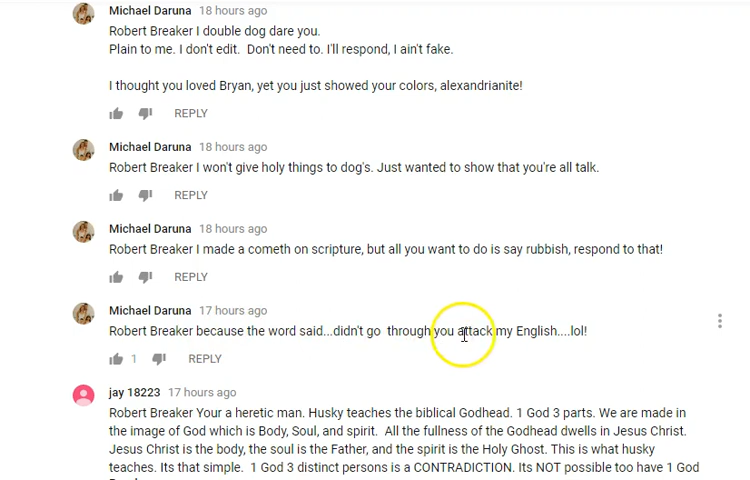 Michael Daruna 18 hours ago
Robert Breaker I double dog dare you.
Plain to me. I don't edit. Don't need to. I'll respond, I ain't fake.
I thought you loved Bryan, yet you just showed your colors, alexandrianite!
REPLY
Michael Daruna 18 hours ago
Robert Breaker I won't give holy things to dog's. Just wanted to show that you're all talk.
REPLY
Michael Daruna 18 hours ago
Robert Breaker I made a cometh on scripture, but all you want to do is say rubbish, respond to that!
REPLY
Michael Daruna 17 hours ago
Robert Breaker because the word said...didn't go through you attack my English....lol!
1 REPLY
jay 18223 17 hours ago
Robert Breaker Your a heretic man. Husky teaches the biblical Godhead. 1 God 3 parts. We are made in
the image of God which is Body, Soul, and spirit. All the fullness of the Godhead dwells in Jesus Christ.
Jesus Christ is the body, the soul is the Father, and the spirit is the Holy Ghost. This is what husky
teaches. Its that simple. 1 God 3 distinct persons is a CONTRADICTION. Its NOT possible too have 1 God